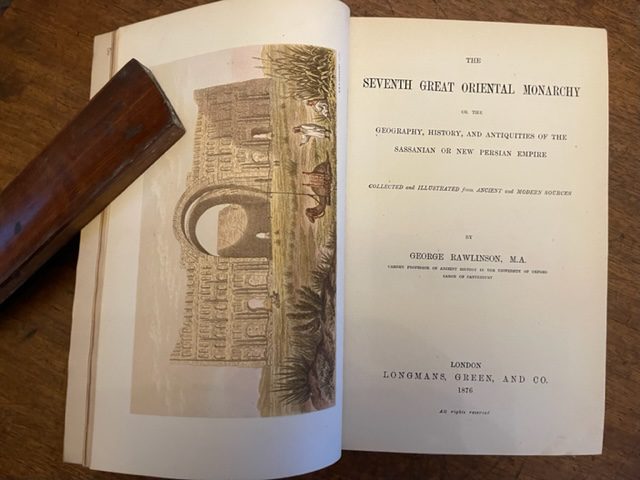 THE
SEVENTH GREAT ORIENTAL MONARCHY
OR THE
GEOGRAPHY, HISTORY, AND ANTIQUITIES OF THE
SASSANIAN OR NEW PERSIAN EMPIRE
COLLECTED and ILLUSTRATED from ANCIENT and MODERN SOURCES
BY
GEORGE RAWLINSON, M.A.
CAMDEN PROFESSOR OF ANCIENT HISTORY IN THE UNIVERSITY OF OXFORD
CANON OF CANTERBURY
LONDON
LONGMANS, GREEN, AND CO.
1876
All rights reserved